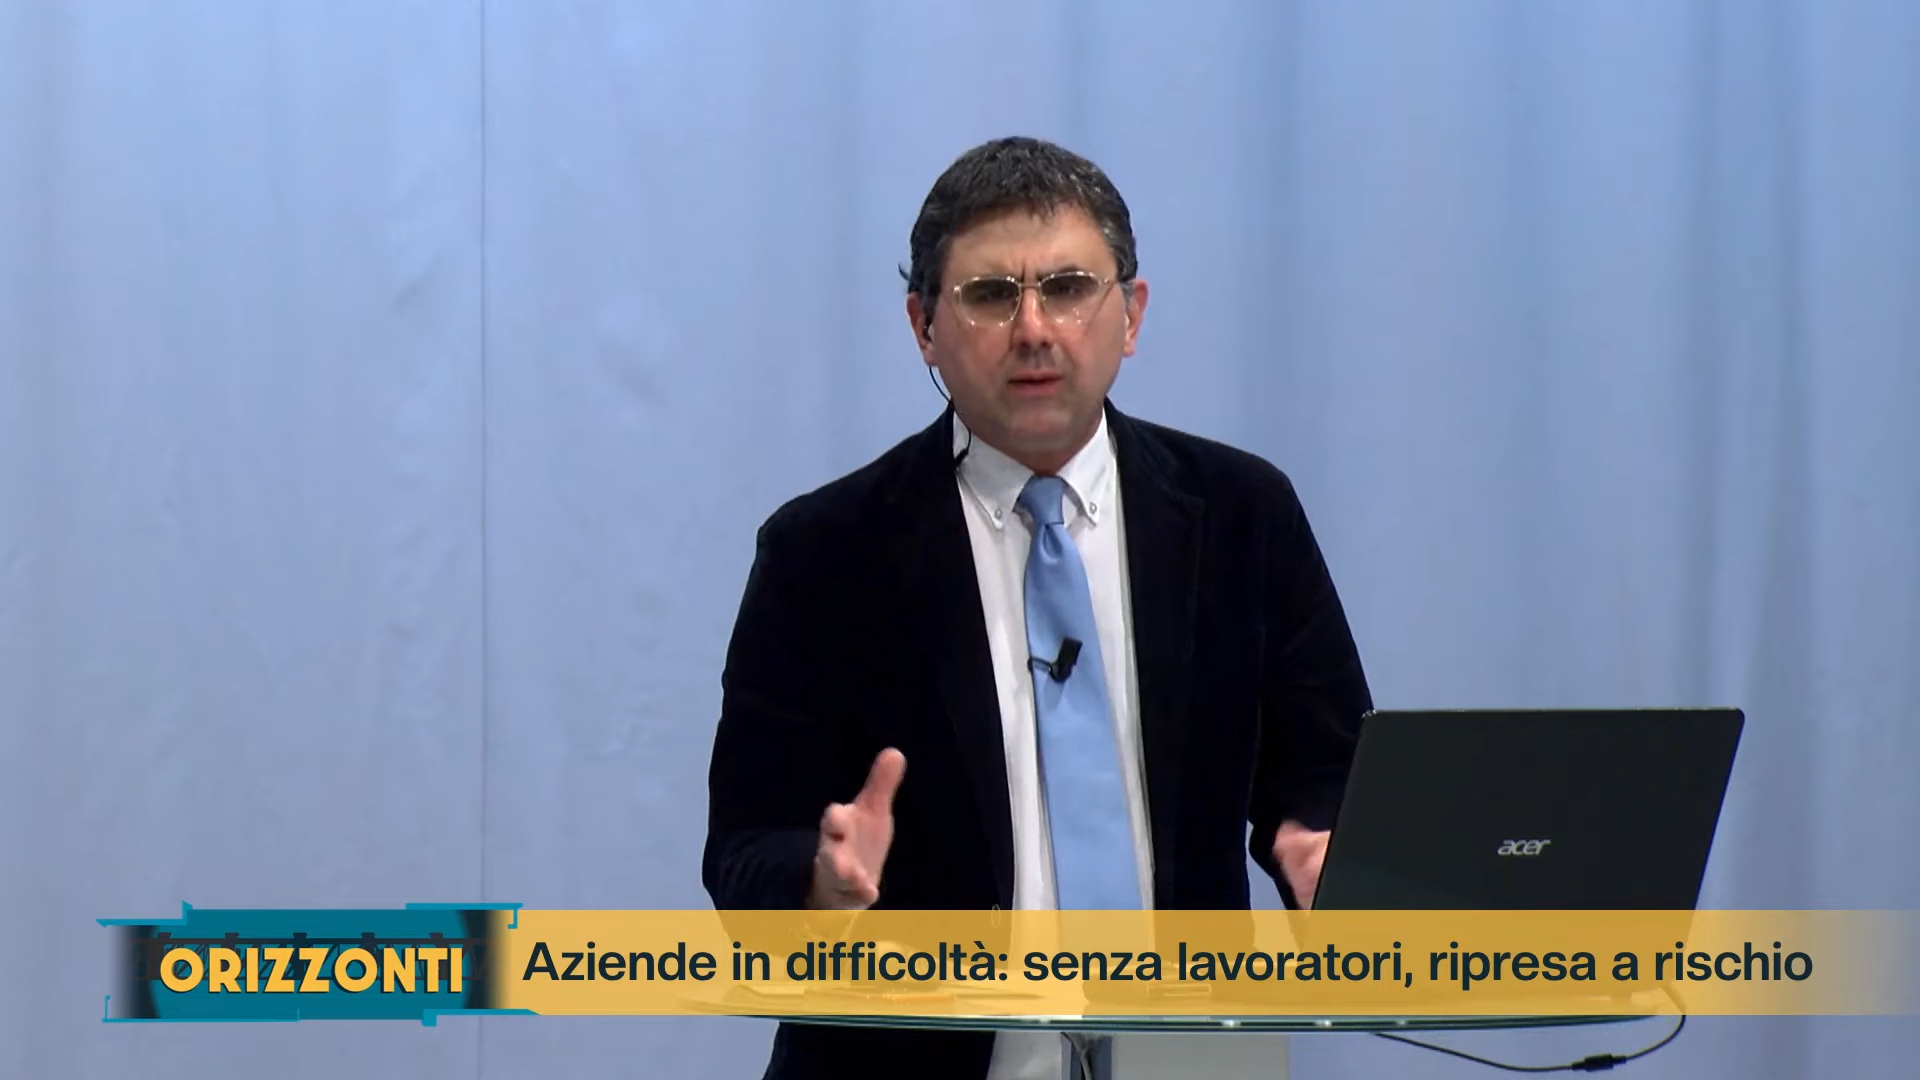 acer
ORIZZONTI
Aziende in difficoltà: senza lavoratori, ripresa a rischio